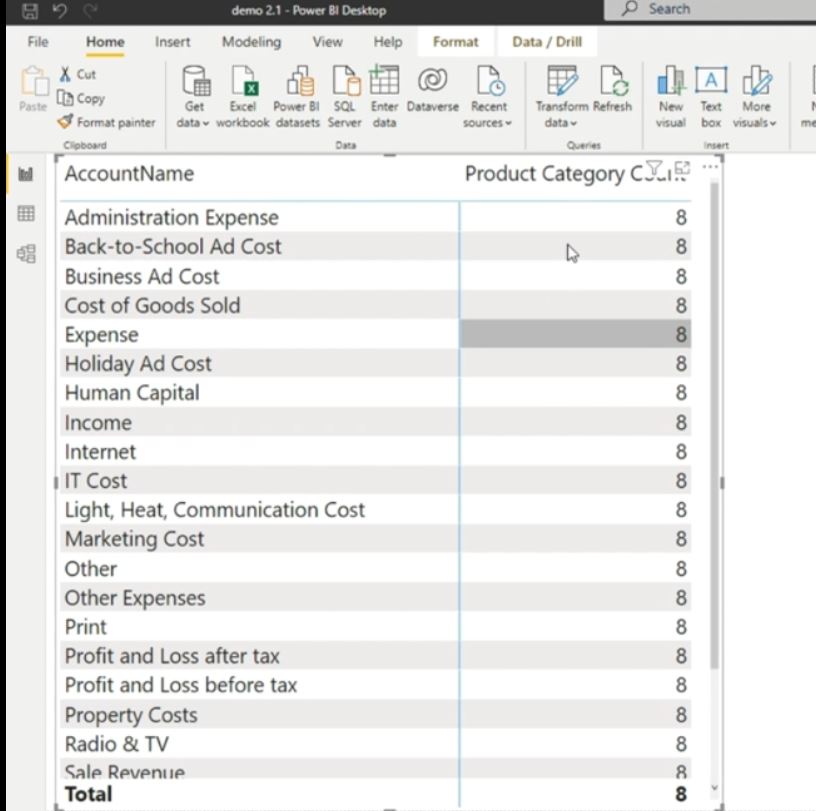 demo 2.1 - Power BI Desktop
Search
File Home Insert Modeling View Help Format Data / Drill
Paste
Cut
Copy
Format painter
Get data
Excel workbook
Power BI datasets
SQL Server
Enter data
Dataverse
Recent sources
Transform data
Refresh
New visual
Text box
More visuals
Clipboard Data Queries Insert
AccountName Product Category
Administration Expense 8
Back-to-School Ad Cost 8
Business Ad Cost 8
Cost of Goods Sold 8
Expense 8
Holiday Ad Cost 8
Human Capital 8
Income 8
Internet 8
IT Cost 8
Light, Heat, Communication Cost 8
Marketing Cost 8
Other 8
Other Expenses 8
Print 8
Profit and Loss after tax 8
Profit and Loss before tax 8
Property Costs 8
Radio & TV 8
Sale Revenue 8
Total 8